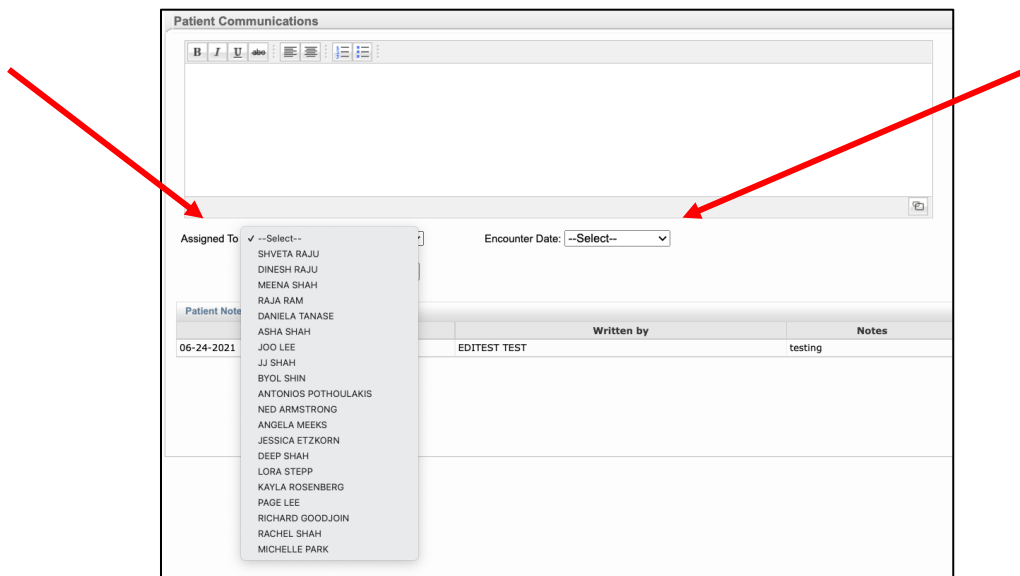 Patient Communications
B I U abc
Assigned To
✓ --Select--
Encounter Date: --Select--
SHVETA RAJU
DINESH RAJU
MEENA SHAH
RAJA RAM
DANIELA TANASE
ASHA SHAH
JOO LEE
JJ SHAH
BYOL SHIN
ANTONIOS POTHOULAKIS
NED ARMSTRONG
ANGELA MEEKS
JESSICA ETZKORN
DEEP SHAH
LORA STEPP
KAYLA ROSENBERG
PAGE LEE
RICHARD GOODJOIN
RACHEL SHAH
MICHELLE PARK
Patient Note
Written by Notes
06-24-2021 EDITEST TEST testing